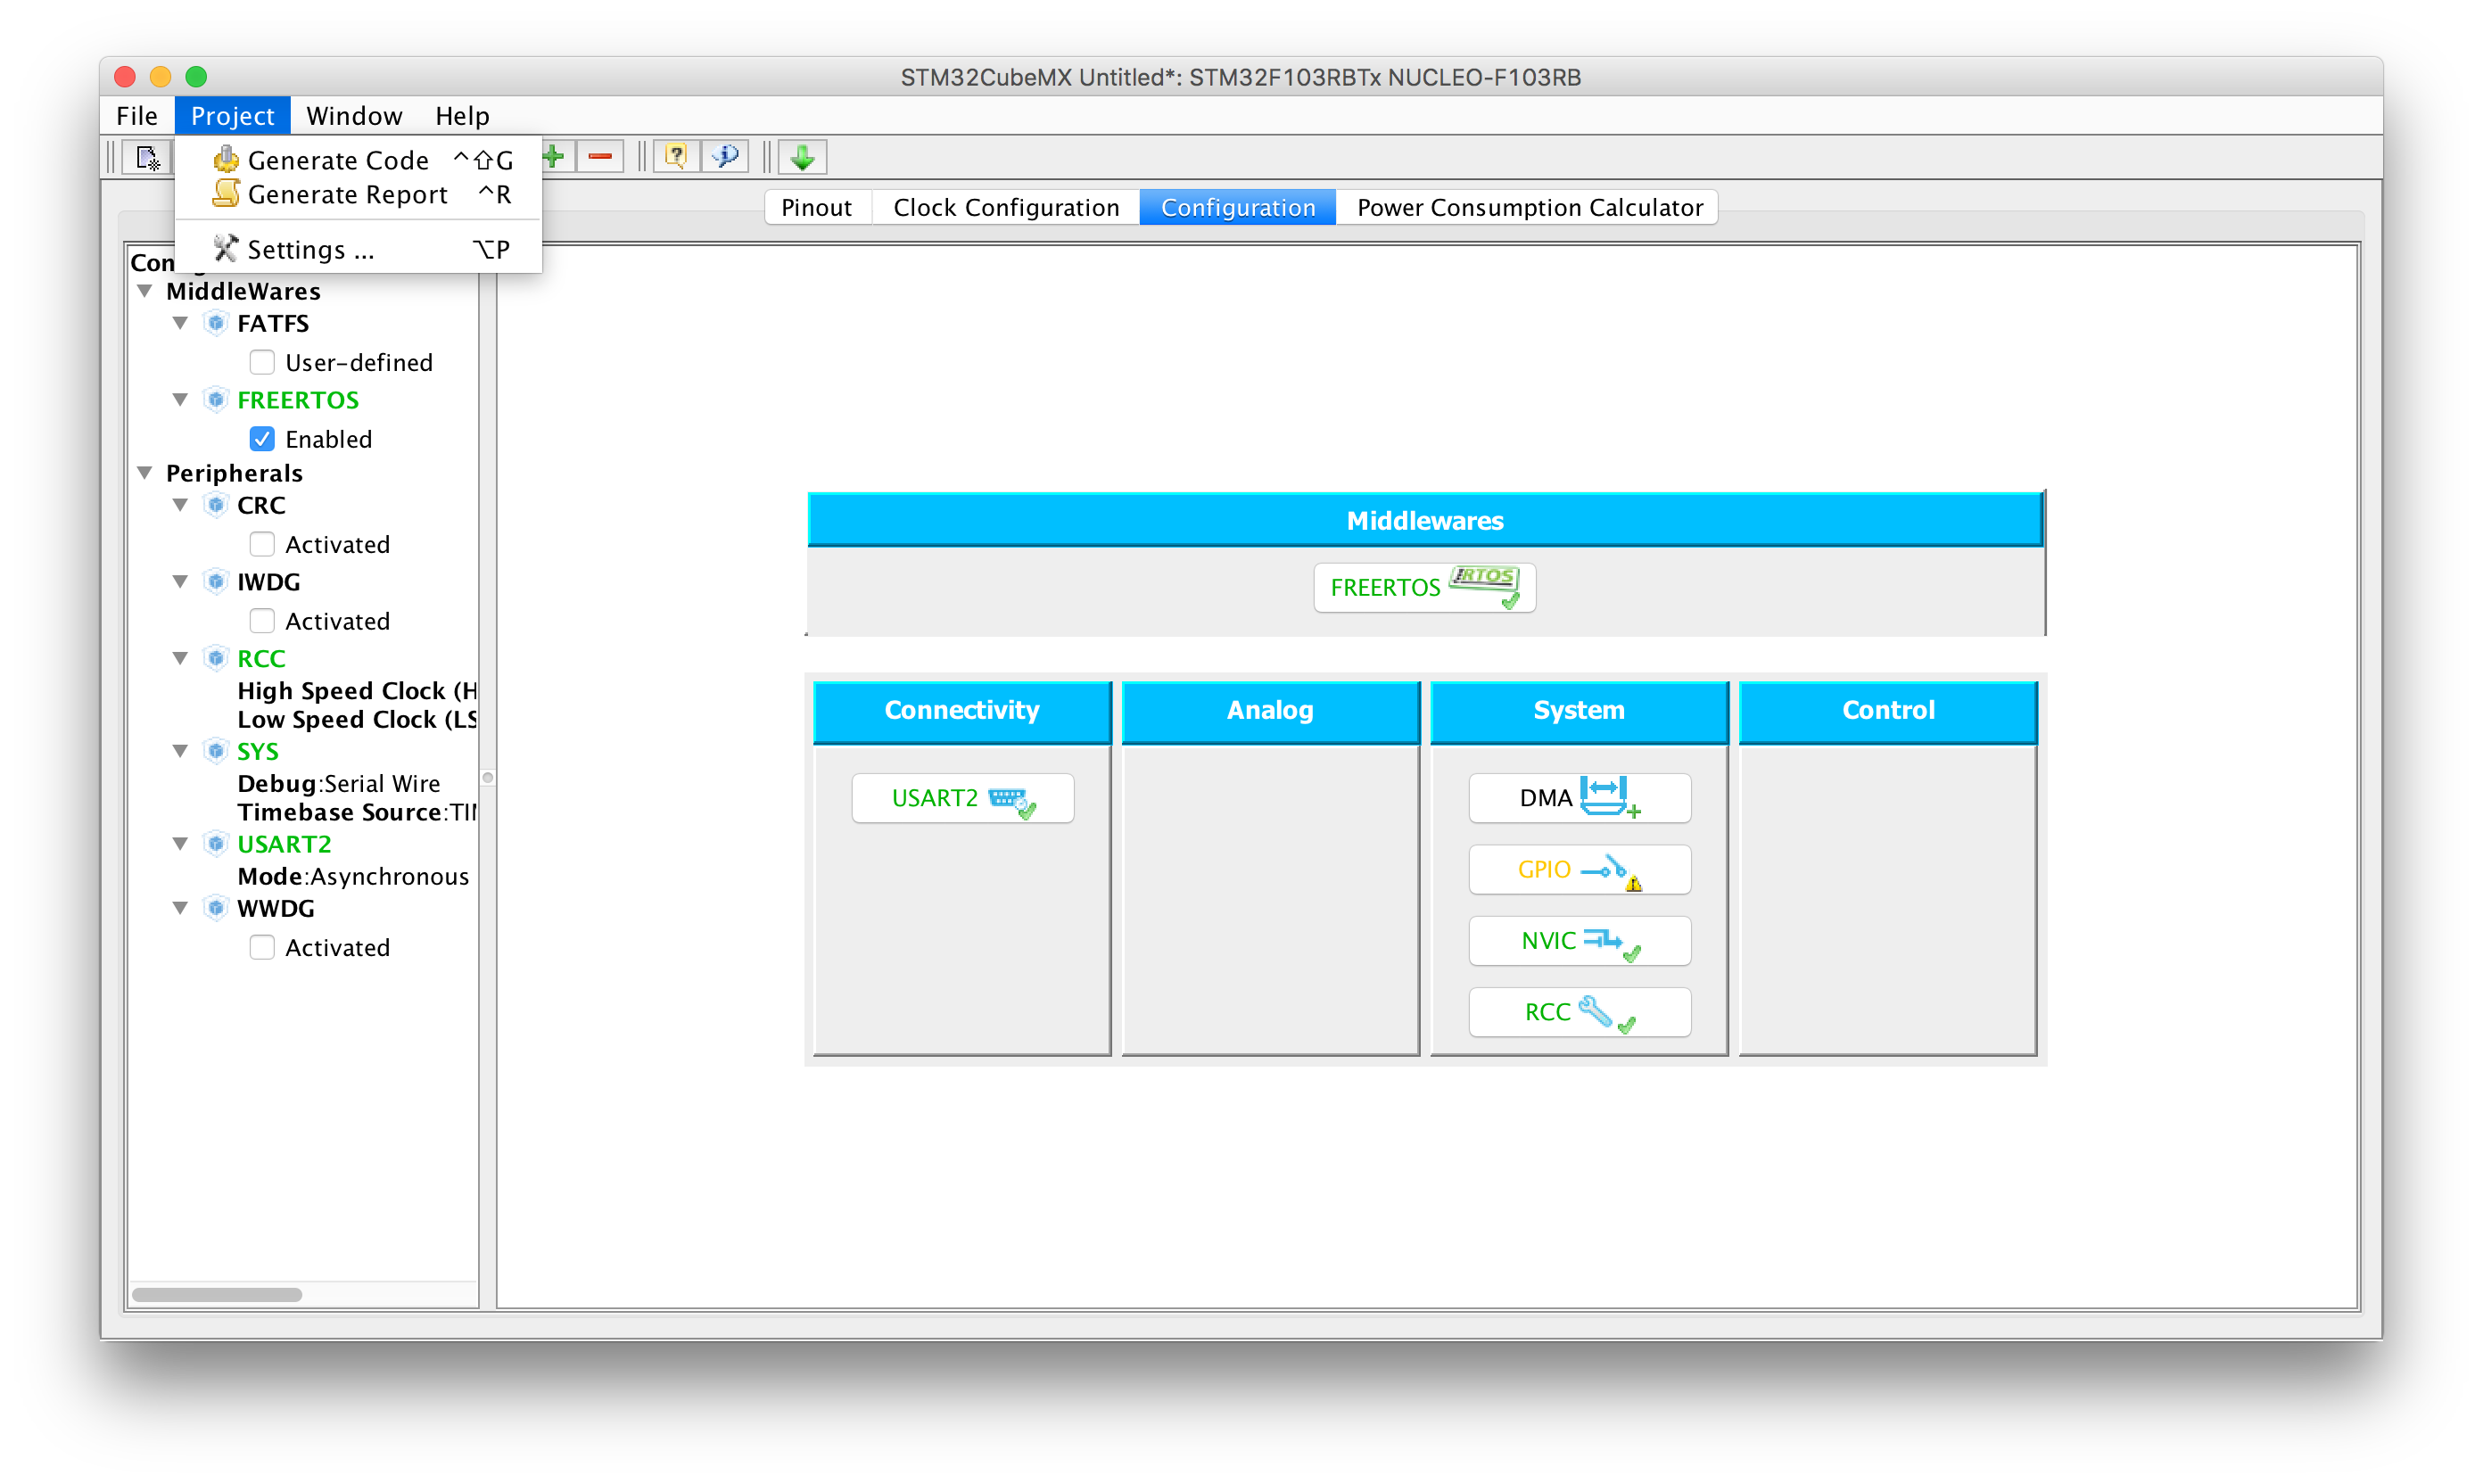 STM32CubeMX Untitled*: STM32F103RBTx NUCLEO-F103RB
File Project Window Help
Generate Code ^⇧G
Generate Report ^R
Settings ... ⌥P
Pinout Clock Configuration Configuration Power Consumption Calculator
MiddleWares
FATFS
User-defined
FREERTOS
Enabled
Peripherals
CRC
Activated
IWDG
Activated
RCC
High Speed Clock (H
Low Speed Clock (LS
SYS
Debug:Serial Wire
Timebase Source:TI
USART2
Mode:Asynchronous
WWDG
Activated
Middlewares
FREERTOS RTOS
Connectivity Analog System Control
USART2 DMA
GPIO
NVIC
RCC